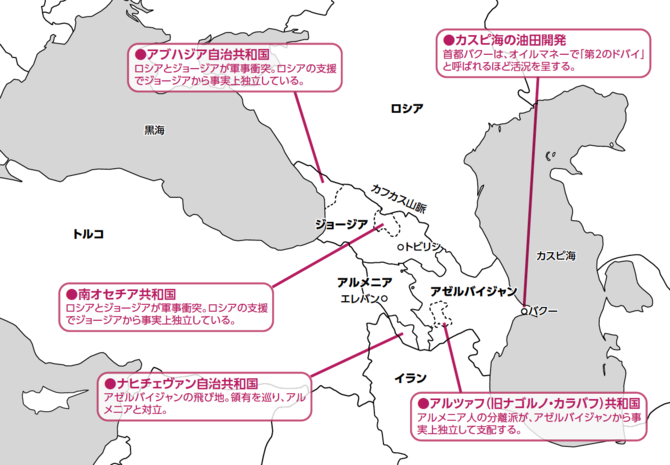 ●アブハジア自治共和国
ロシアとジョージアが軍事衝突。ロシアの支援
でジョージアから事実上独立している。
●カスピ海の油田開発
首都バクーは、オイルマネーで「第2のドバイ」
と呼ばれるほど活況を呈する。
ロシア
黒海
カフカス山脈
ジョージア
トルコ
トビリシ
カスピ海
アルメニア
アゼルバイジャン
エレバン
バクー
●南オセチア共和国
ロシアとジョージアが軍事衝突。ロシアの支援
でジョージアから事実上独立している。
イラン
●ナヒチェヴァン自治共和国
アゼルバイジャンの飛び地。領有を巡り、アル
メニアと対立。
●アルツァフ(旧ナゴルノ・カラバフ)共和国
アルメニア人の分離派が、アゼルバイジャンから事
実上独立して支配する。